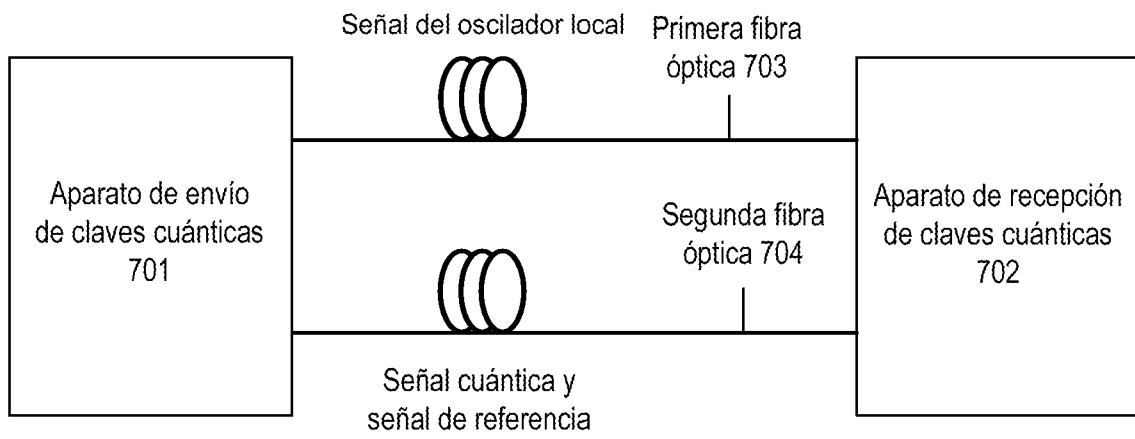 Señal del oscilador local
Primera fibra
óptica 703
Aparato de envío
de claves cuánticas
701
Segunda fibra
óptica 704
Aparato de recepción
de claves cuánticas
702
Señal cuántica y
señal de referencia